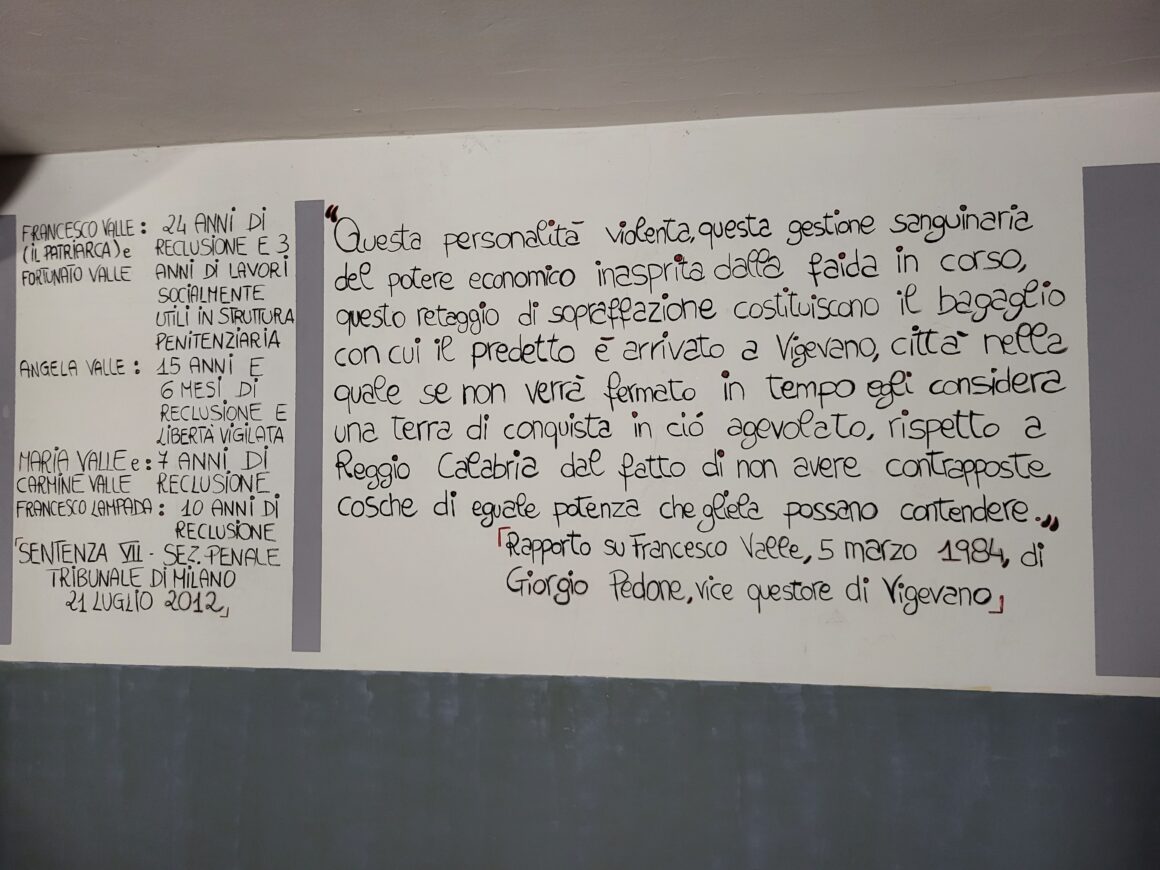 FRANCESCO VALLE: 24 ANNI DI
(IL PATRIARCA) e RECLUSIONE E 3
FORTUNATO VALLE ANNI DI LAVORI
SOCIALMENTE
UTILI IN STRUTTURA
PENITENZIARIA
ANGELA VALLE: 15 ANNI E
6 MESI DI
RECLUSIONE E
LIBERTÀ VIGILATA
MARIA VALLE e: 7 ANNI DI
CARMINE VALLE RECLUSIONE
FRANCESCO LAMPADA: 10 ANNI DI
RECLUSIONE
「SENTENZA VII - SEZ. PENALE
TRIBUNALE DI MILANO
21 LUGLIO 2012」
“Questa personalità violenta, questa gestione sanguinaria
del potere economico inasprita dalla faida in corso,
questo retaggio di sopraffazione costituiscono il bagaglio
con cui il predetto è arrivato a Vigevano, città nella
quale se non verrà fermato in tempo egli considera
una terra di conquista in ció agevolato, rispetto a
Reggio Calabria dal fatto di non avere contrapposte
cosche di eguale potenza che gliela possano contendere.”
「Rapporto su Francesco Valle, 5 marzo 1984, di
Giorgio Pedone, vice questore di Vigevano」